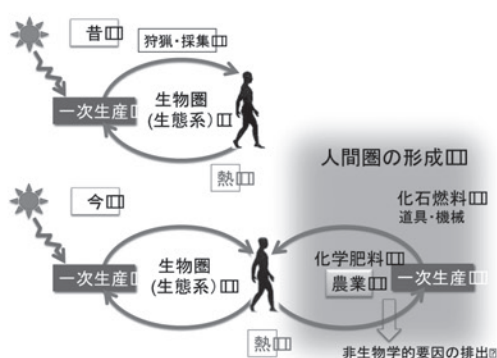 昔
狩猟・採集
一次生産
生物圏
(生態系)
熱
人間圏の形成
今
化石燃料
道具・機械
一次生産
生物圏
(生態系)
化学肥料
農業
一次生産
熱
非生物学的要因の排出